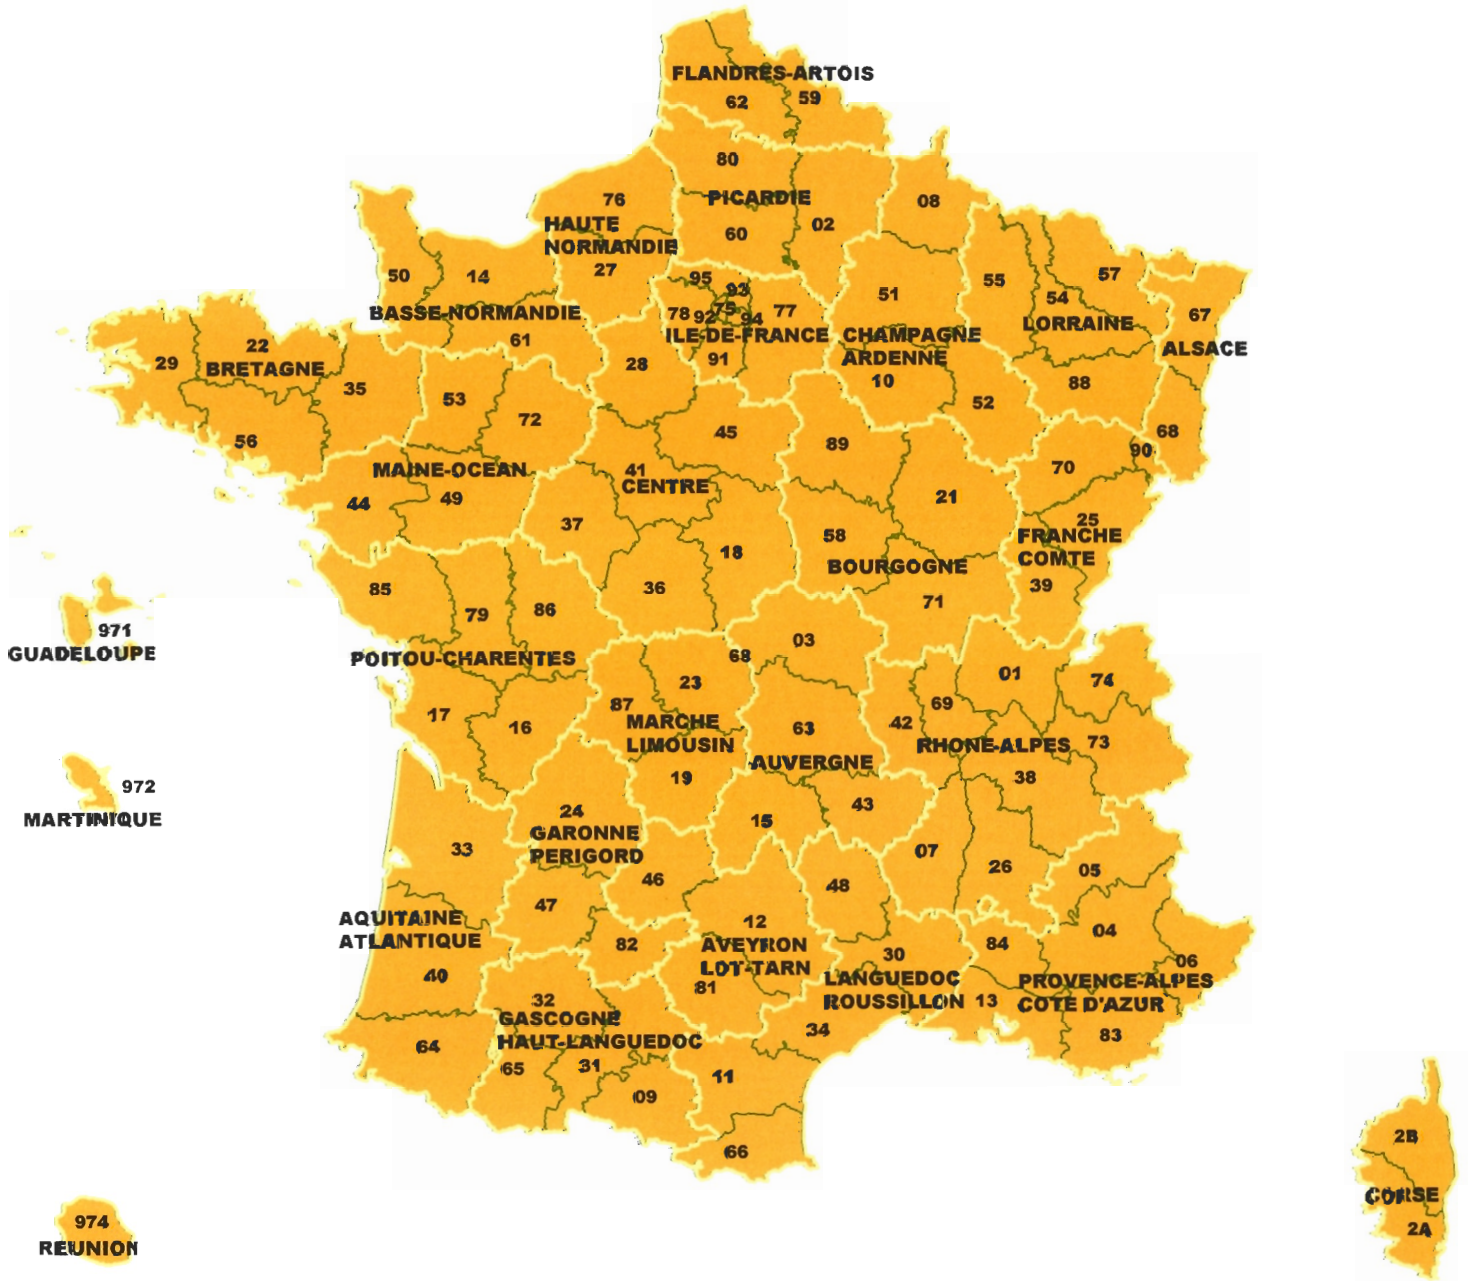 FLANDRES-ARTOIS
62
59
80
PICARDIE
02
60
08
76
HAUTE
NORMANDIE
27
50
14
BASSE-NORMANDIE
61
95
93
78
92
75
94
77
ILE-DE-FRANCE
91
51
CHAMPAGNE
ARDENNE
10
52
55
54
57
LORRAINE
88
67
ALSACE
68
90
29
22
BRETAGNE
35
56
53
72
MAINE-OCEAN
44
49
85
28
45
41
CENTRE
37
36
18
89
21
58
BOURGOGNE
71
70
25
FRANCHE
COMTE
39
79
86
POITOU-CHARENTES
17
16
68
23
87
MARCHE
LIMOUSIN
19
03
63
AUVERGNE
15
43
42
69
01
74
RHONE-ALPES
73
38
07
26
24
GARONNE
PERIGORD
33
46
47
82
AQUITAINE
ATLANTIQUE
40
64
32
GASCOGNE
HAUT-LANGUEDOC
65
31
09
12
AVEYRON
LOT-TARN
81
48
30
LANGUEDOC
ROUSSILLON
34
11
66
05
04
84
06
PROVENCE-ALPES
COTE D'AZUR
13
83
2B
CORSE
2A
971
GUADELOUPE
972
MARTINIQUE
974
REUNION